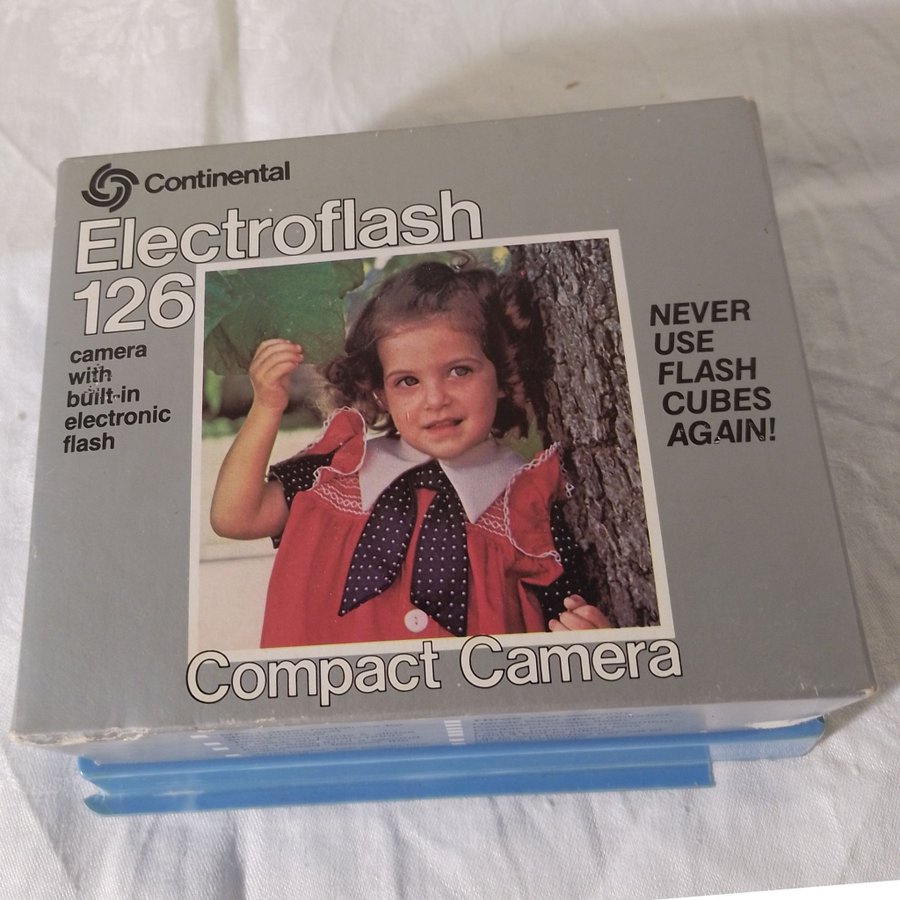 Continental
Electroflash
126
camera
with
built-in
electronic
flash
NEVER
USE
FLASH
CUBES
AGAIN!
Compact Camera